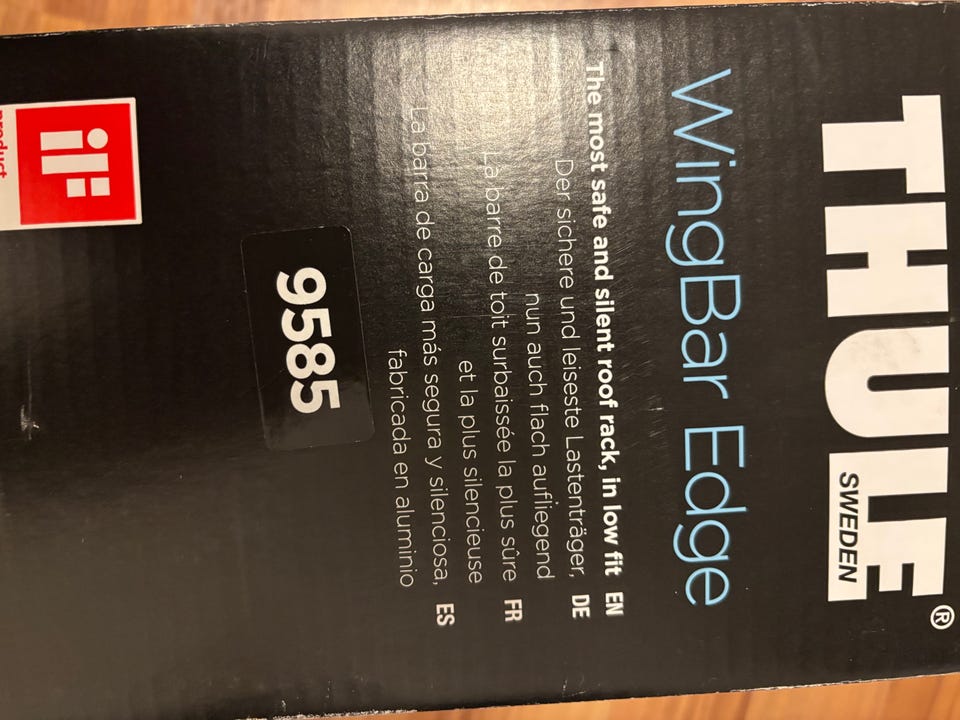 THULE®
SWEDEN
WingBar Edge
The most safe and silent roof rack, in low fit EN
Der sichere und leiseste Lastenträger, DE
nun auch flach aufliegend
La barre de toit surbaissée la plus sûre FR
et la plus silencieuse
La barra de carga más segura y silenciosa, ES
fabricada en aluminio
9585
iF
product